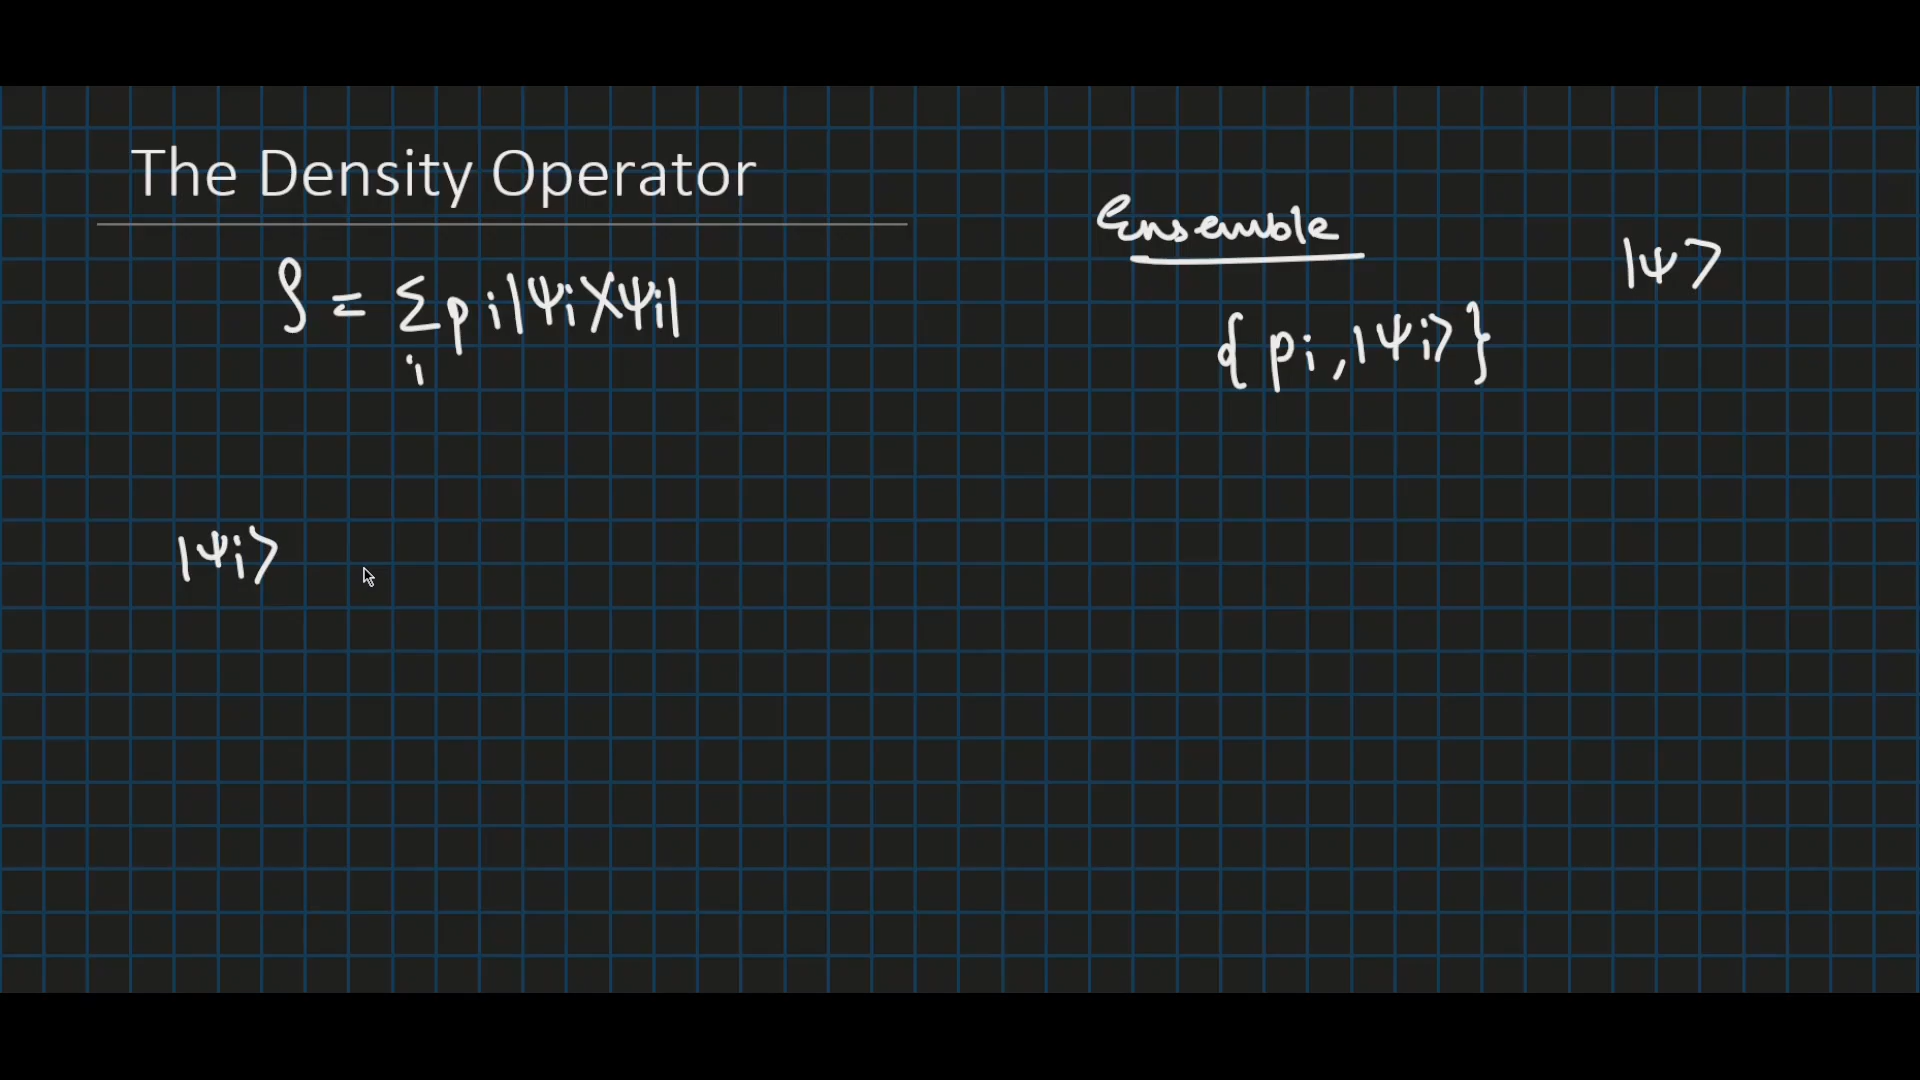 The Density Operator
Ensemble
|ψ⟩
ρ = Σ pi|ψi⟩⟨ψi|
i
{pi, |ψi⟩}
|ψi⟩